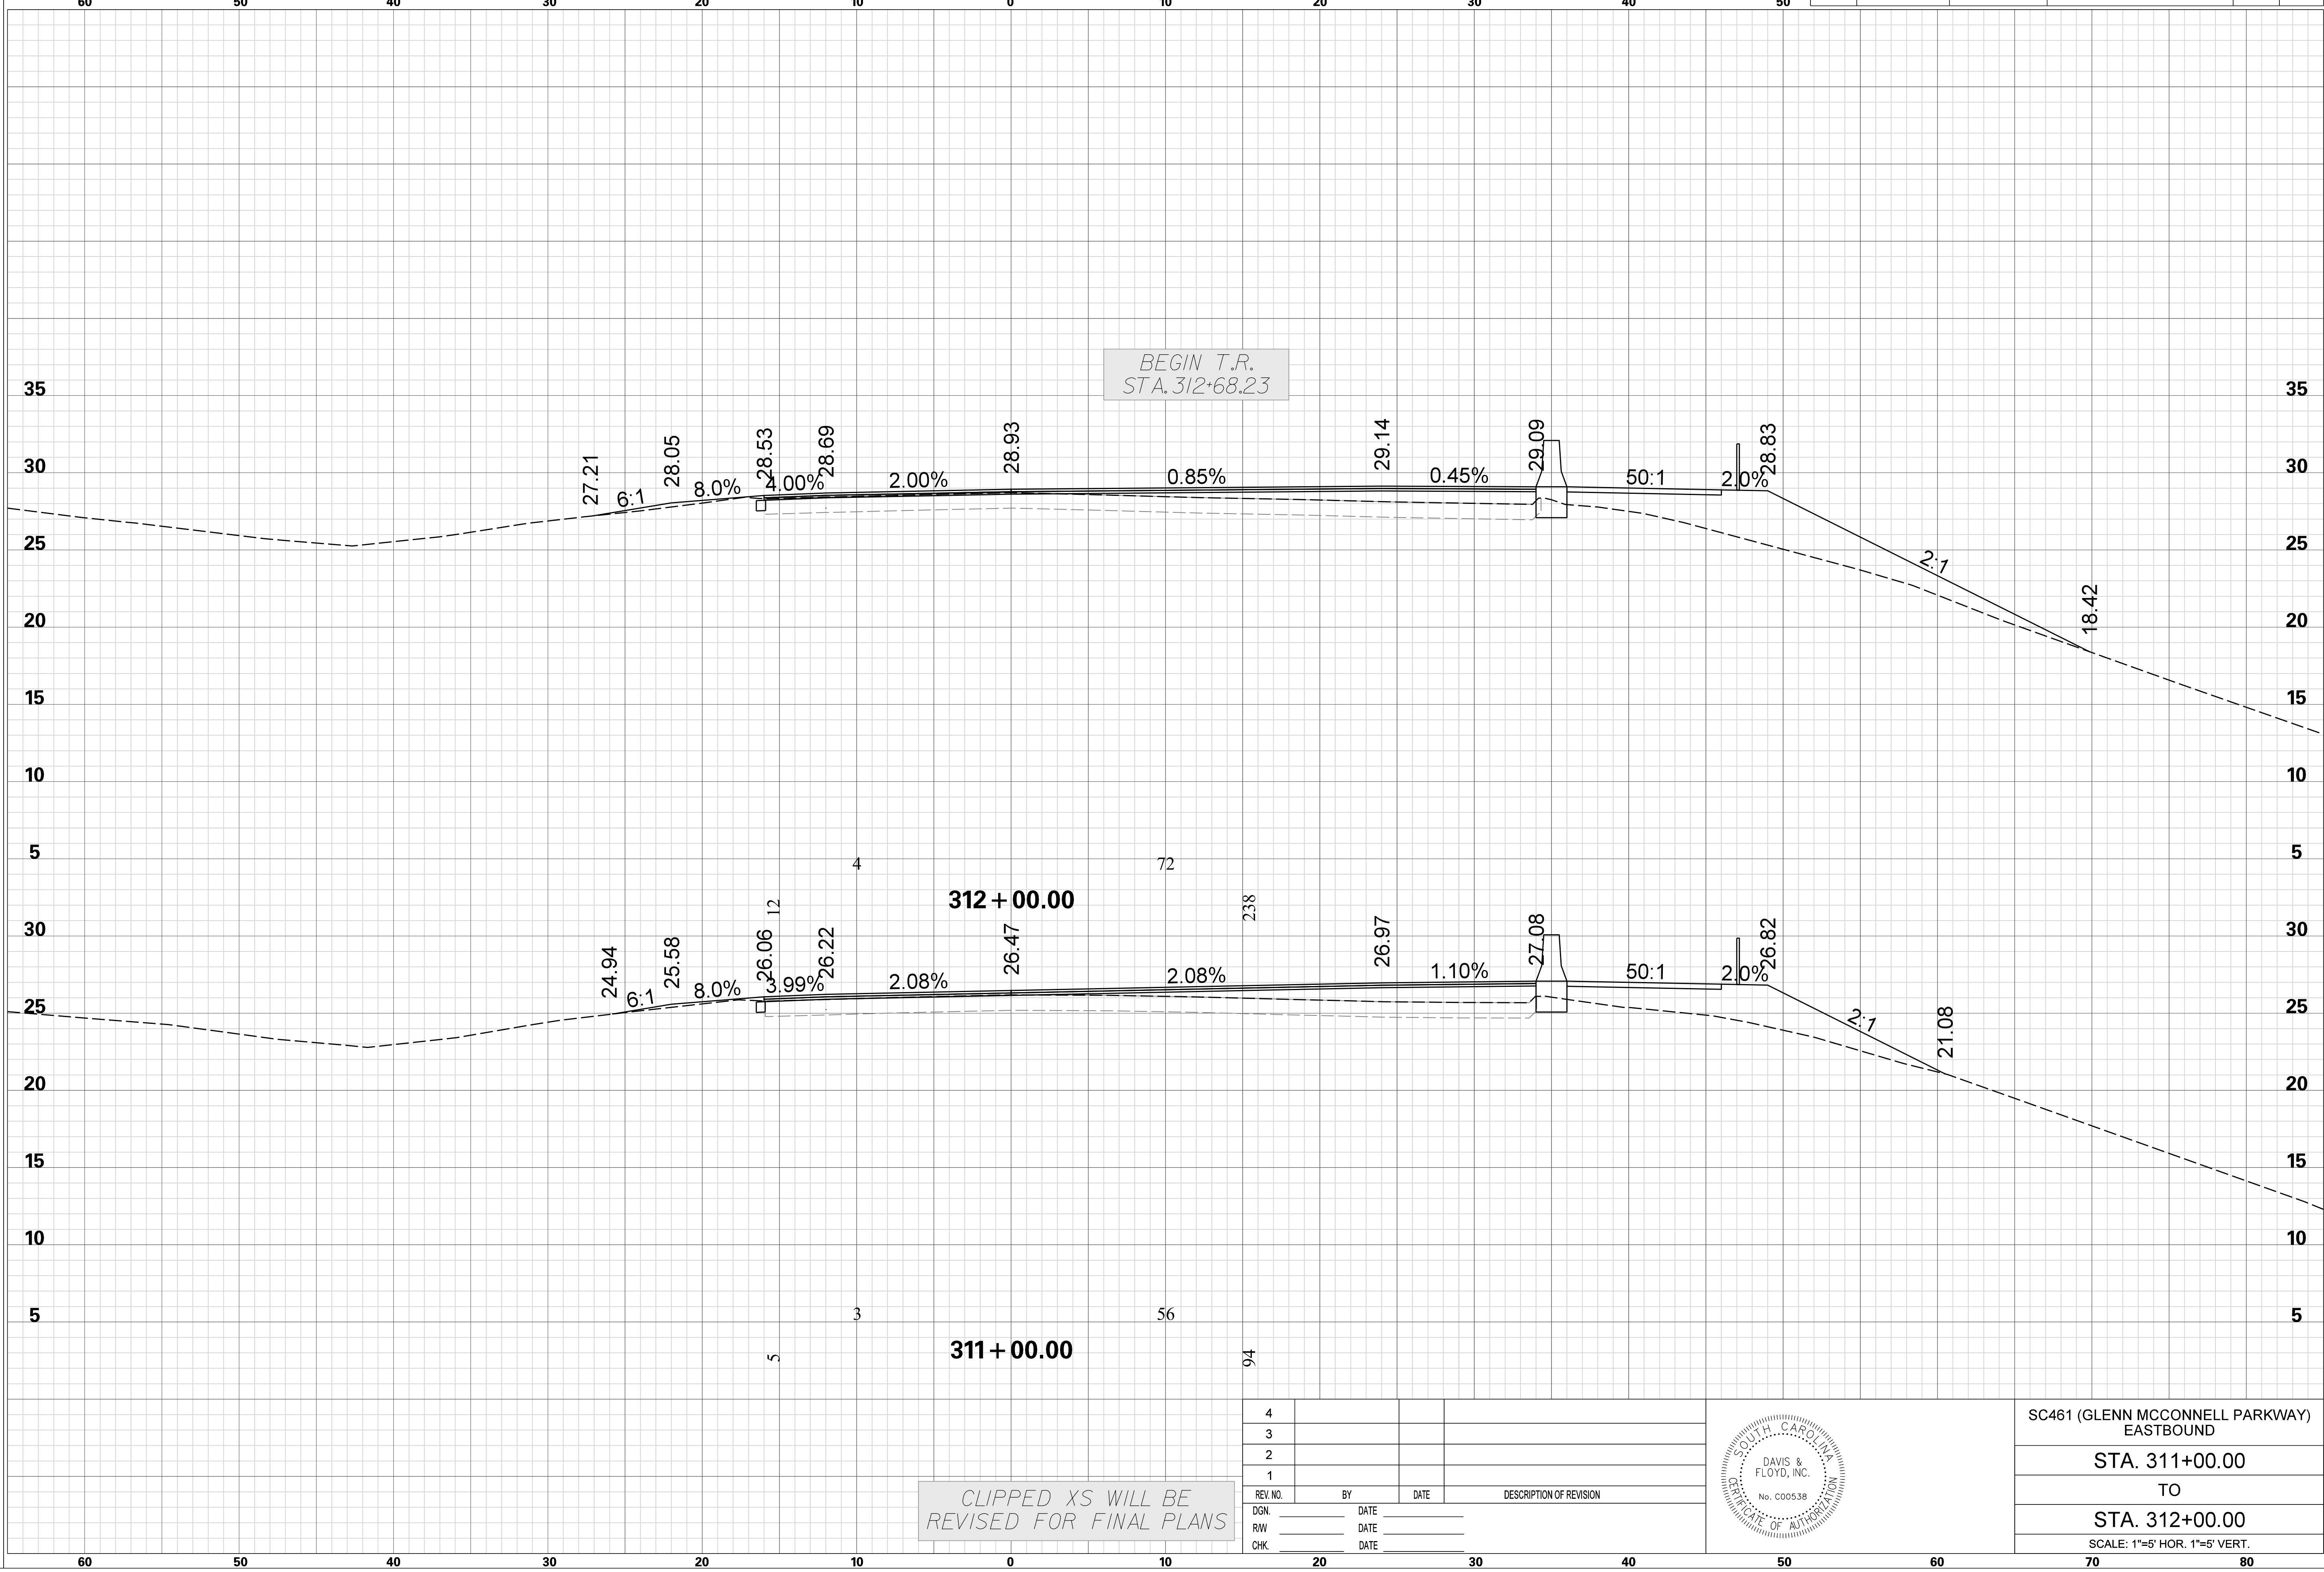 60 50 40 30 20 10 0 10 20 30 40 50
BEGIN T.R.
STA. 312+68.23
35 35
27.21 28.05 28.53 28.69 28.93 29.14 29.09 28.83
30 30
6:1 8.0% 4.00% 2.00% 0.85% 0.45% 50:1 2.0%
25 25
2:1
20 20
18.42
15 15
10 10
5 5
4 72
12 312+00.00 238
24.94 25.58 26.06 26.22 26.47 26.97 27.08 26.82
30 30
6:1 8.0% 3.99% 2.08% 2.08% 1.10% 50:1 2.0%
25 25
2:1 21.08
20 20
15 15
10 10
5 5
3 56
5 311+00.00 94
4
3
2
1
REV. NO. BY DATE DESCRIPTION OF REVISION
DGN. DATE
R/W DATE
CHK. DATE
CLIPPED XS WILL BE
REVISED FOR FINAL PLANS
SOUTH CAROLINA
DAVIS &
FLOYD, INC.
No. C00538
CERTIFICATE OF AUTHORIZATION
SC461 (GLENN MCCONNELL PARKWAY)
EASTBOUND
STA. 311+00.00
TO
STA. 312+00.00
SCALE: 1"=5' HOR. 1"=5' VERT.
60 50 40 30 20 10 0 10 20 30 40 50 60 70 80